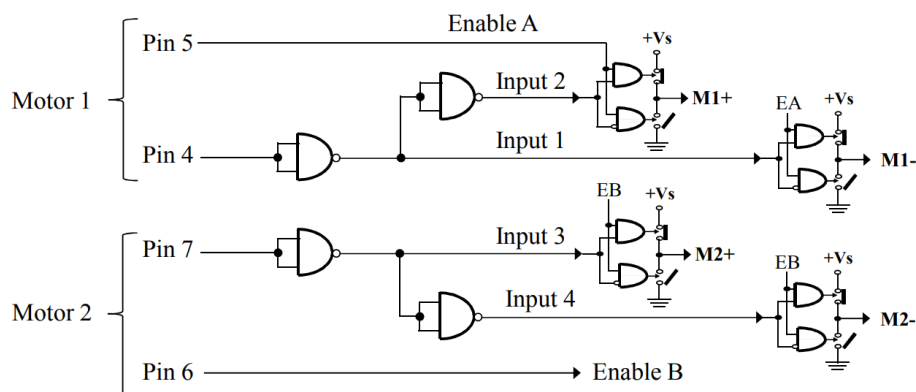 Enable A
Pin 5
+Vs
Motor 1
Input 2
M1+
EA
+Vs
Pin 4
Input 1
M1-
EB
+Vs
Pin 7
Input 3
M2+
EB
+Vs
Motor 2
Input 4
M2-
Pin 6
Enable B